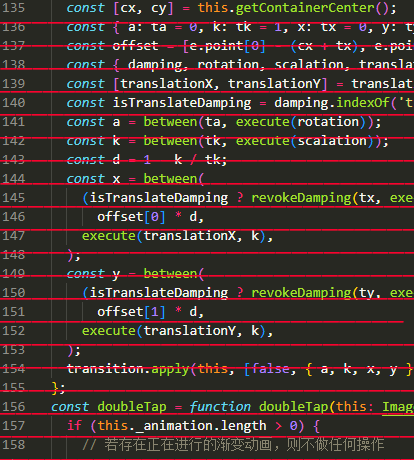 135 const [cx, cy] = this.getContainerCenter();
136 const { a: ta = 0, k: tk = 1, x: tx = 0, y: t
137 const offset = [e.point[0] - (cx + tx), e.poi
138 const { damping, rotation, scalation, transla
139 const [translationX, translationY] = translat
140 const isTranslateDamping = damping.indexOf('t
141 const a = between(ta, execute(rotation));
142 const k = between(tk, execute(scalation));
143 const d = 1 - k / tk;
144 const x = between(
145 (isTranslateDamping ? revokeDamping(tx, exe
146 offset[0] * d,
147 execute(translationX, k),
148 );
149 const y = between(
150 (isTranslateDamping ? revokeDamping(ty, exe
151 offset[1] * d,
152 execute(translationY, k),
153 );
154 transition.apply(this, [false, { a, k, x, y }
155 };
156 const doubleTap = function doubleTap(this: Imag
157 if (this._animation.length > 0) {
158 // 若存在正在进行的渐变动画，则不做任何操作